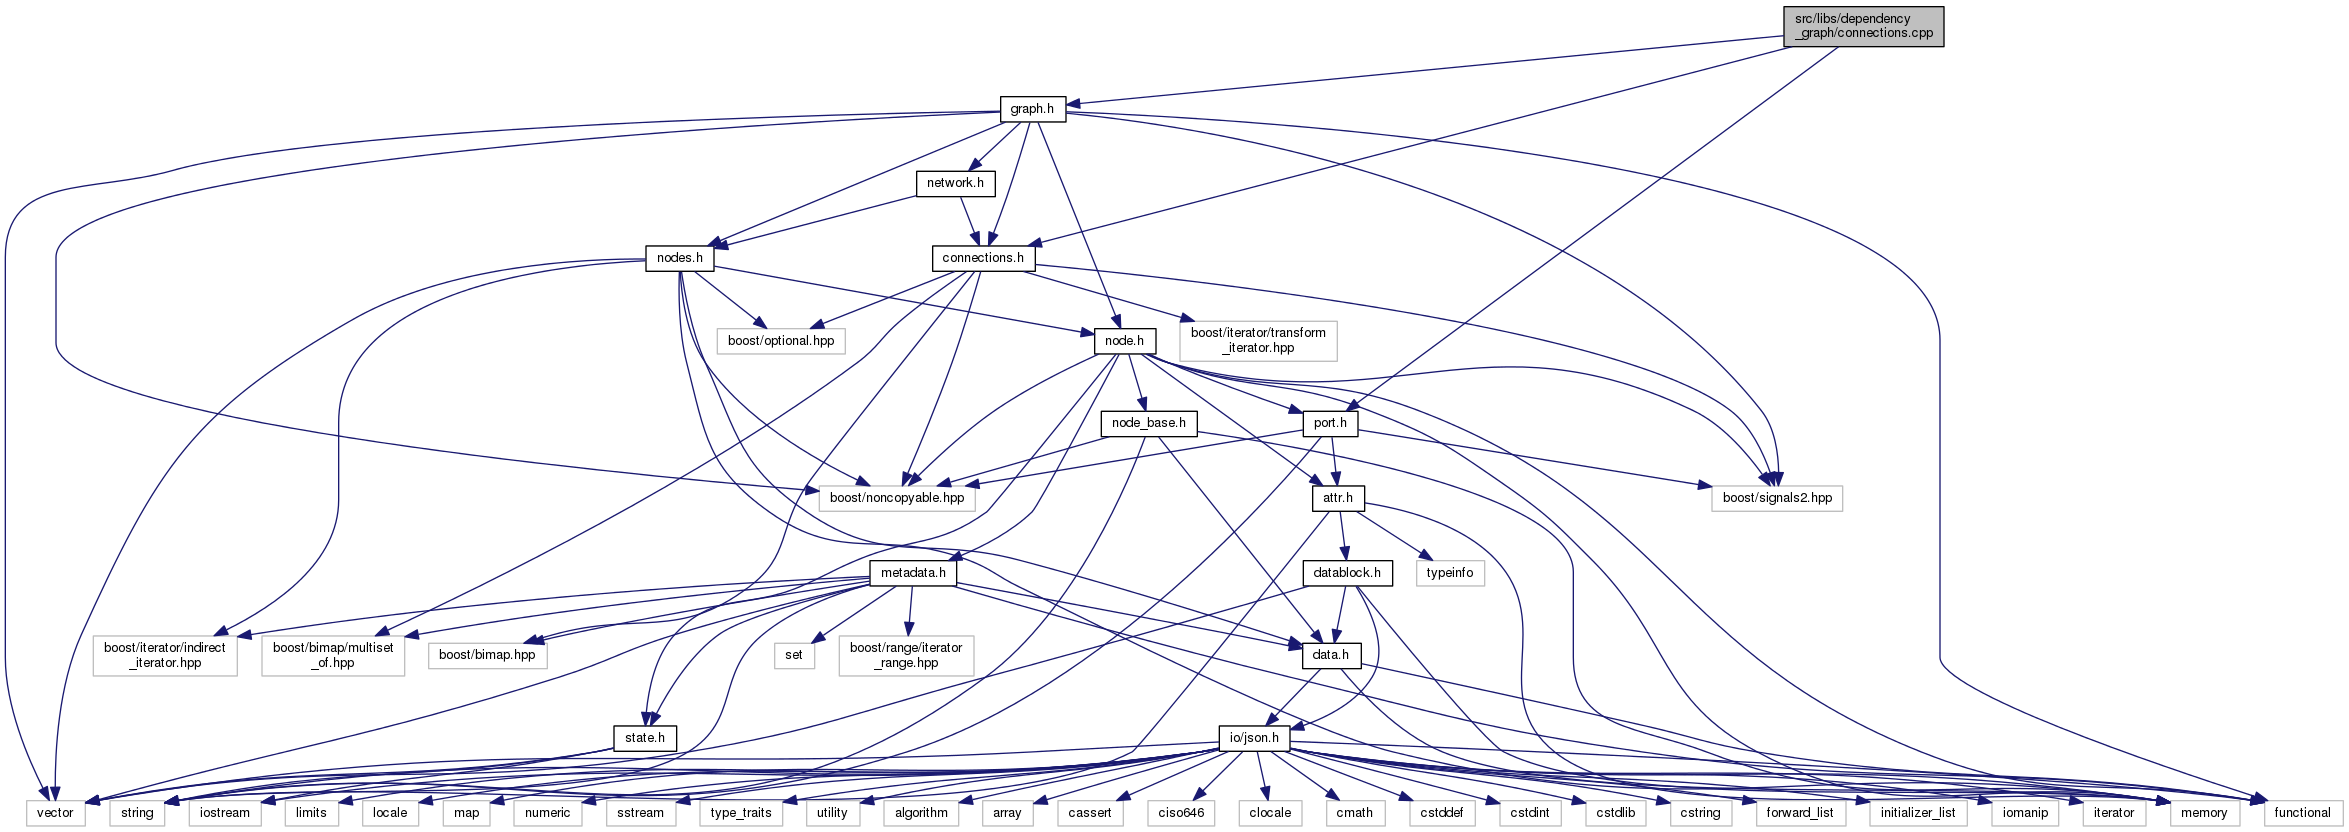 src/libs/dependency
_graph/connections.cpp
graph.h
network.h
nodes.h
connections.h
boost/optional.hpp
node.h
boost/iterator/transform
_iterator.hpp
node_base.h
port.h
boost/noncopyable.hpp
attr.h
boost/signals2.hpp
metadata.h
datablock.h
typeinfo
boost/iterator/indirect
_iterator.hpp
boost/bimap/multiset
_of.hpp
boost/bimap.hpp
set
boost/range/iterator
_range.hpp
data.h
state.h
io/json.h
vector
string
iostream
limits
locale
map
numeric
sstream
type_traits
utility
algorithm
array
cassert
ciso646
clocale
cmath
cstddef
cstdint
cstdlib
cstring
forward_list
initializer_list
iomanip
iterator
memory
functional